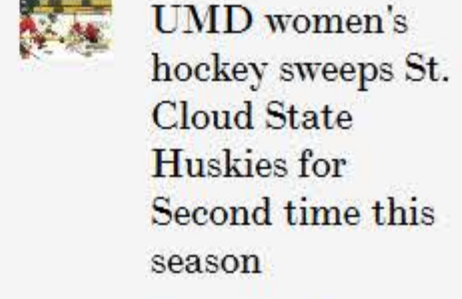 UMD women's
hockey sweeps St.
Cloud State
Huskies for
Second time this
season